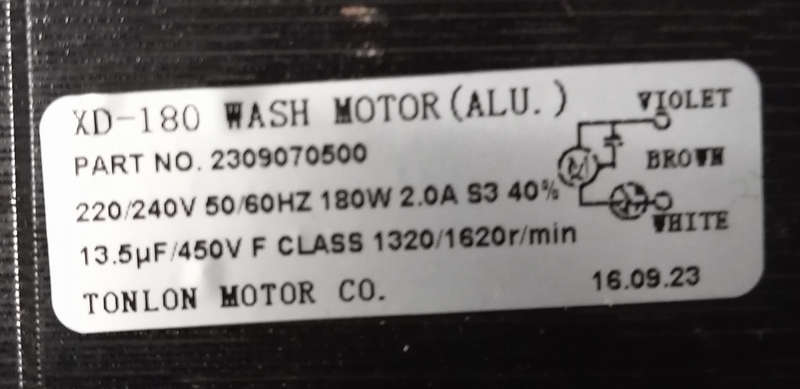 XD-180 WASH MOTOR(ALU.)
VIOLET
PART NO. 2309070500
M
BROWN
220/240V 50/60HZ 180W 2.0A S3 40%
WHITE
13.5µF/450V F CLASS 1320/1620r/min
TONLON MOTOR CO.
16.09.23